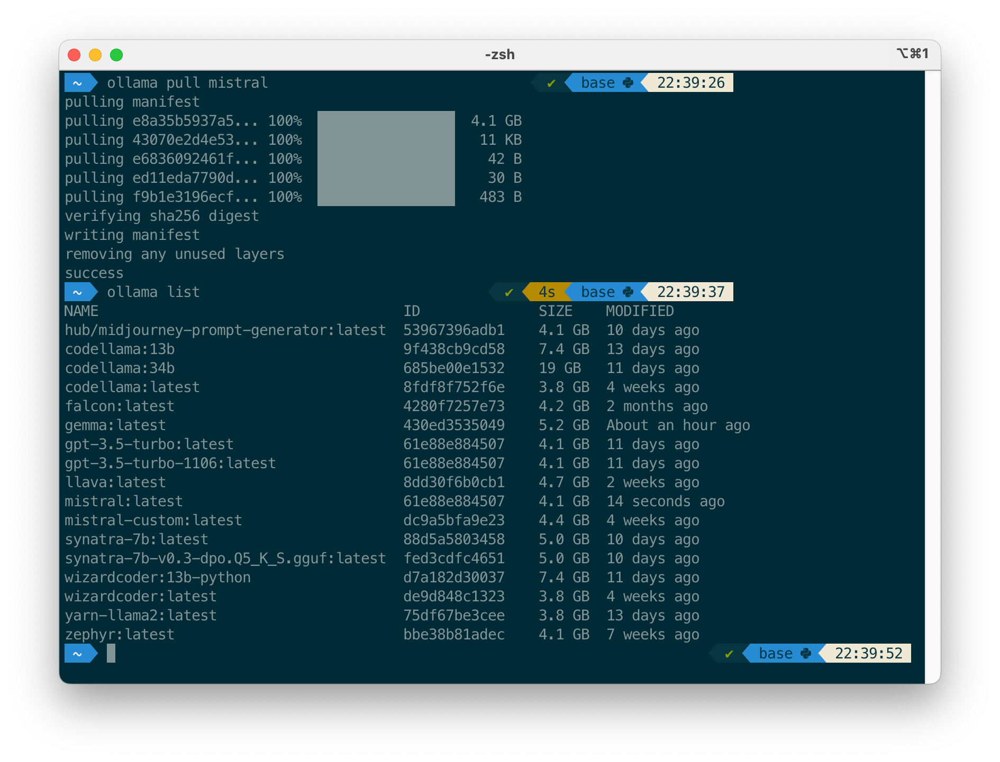 -zsh ⌥⌘1
~ ollama pull mistral ✔ base 22:39:26
pulling manifest
pulling e8a35b5937a5... 100% 4.1 GB
pulling 43070e2d4e53... 100% 11 KB
pulling e6836092461f... 100% 42 B
pulling ed11eda7790d... 100% 30 B
pulling f9b1e3196ecf... 100% 483 B
verifying sha256 digest
writing manifest
removing any unused layers
success
~ ollama list ✔ 4s base 22:39:37
NAME ID SIZE MODIFIED
hub/midjourney-prompt-generator:latest 53967396adb1 4.1 GB 10 days ago
codellama:13b 9f438cb9cd58 7.4 GB 13 days ago
codellama:34b 685be00e1532 19 GB 11 days ago
codellama:latest 8fdf8f752f6e 3.8 GB 4 weeks ago
falcon:latest 4280f7257e73 4.2 GB 2 months ago
gemma:latest 430ed3535049 5.2 GB About an hour ago
gpt-3.5-turbo:latest 61e88e884507 4.1 GB 11 days ago
gpt-3.5-turbo-1106:latest 61e88e884507 4.1 GB 11 days ago
llava:latest 8dd30f6b0cb1 4.7 GB 2 weeks ago
mistral:latest 61e88e884507 4.1 GB 14 seconds ago
mistral-custom:latest dc9a5bfa9e23 4.4 GB 4 weeks ago
synatra-7b:latest 88d5a5803458 5.0 GB 10 days ago
synatra-7b-v0.3-dpo.Q5_K_S.gguf:latest fed3cdfc4651 5.0 GB 10 days ago
wizardcoder:13b-python d7a182d30037 7.4 GB 11 days ago
wizardcoder:latest de9d848c1323 3.8 GB 4 weeks ago
yarn-llama2:latest 75df67be3cee 3.8 GB 13 days ago
zephyr:latest bbe38b81adec 4.1 GB 7 weeks ago
~ ✔ base 22:39:52